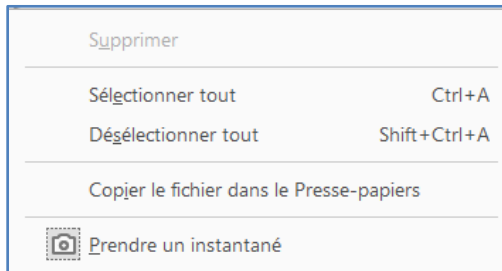 Supprimer
Sélectionner tout Ctrl+A
Désélectionner tout Shift+Ctrl+A
Copier le fichier dans le Presse-papiers
Prendre un instantané